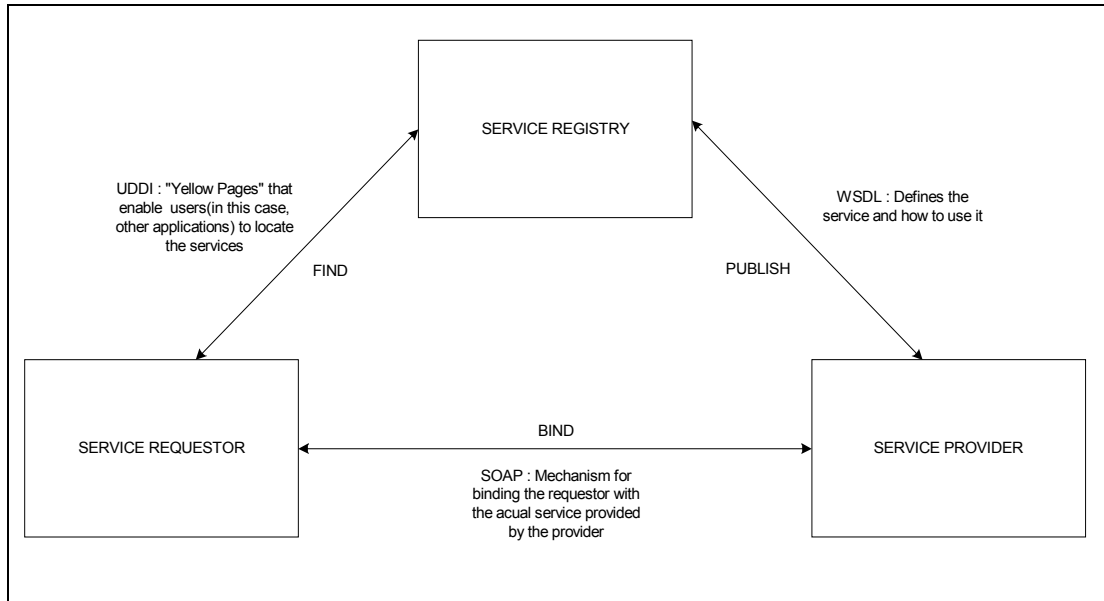 SERVICE REGISTRY
UDDI : "Yellow Pages" that
enable users(in this case,
other applications) to locate
the services
WSDL : Defines the
service and how to use it
FIND
PUBLISH
SERVICE REQUESTOR
BIND
SERVICE PROVIDER
SOAP : Mechanism for
binding the requestor with
the acual service provided
by the provider